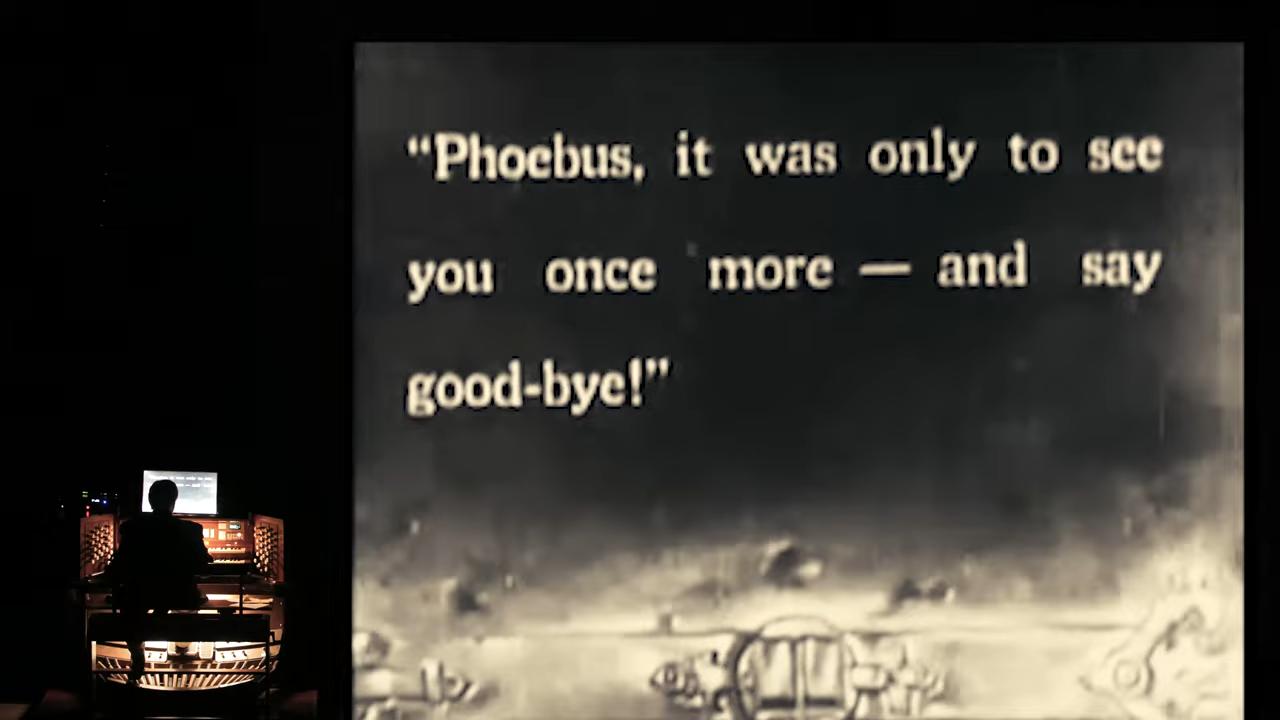 “Phoebus, it was only to see
you once more — and say
good-bye!”